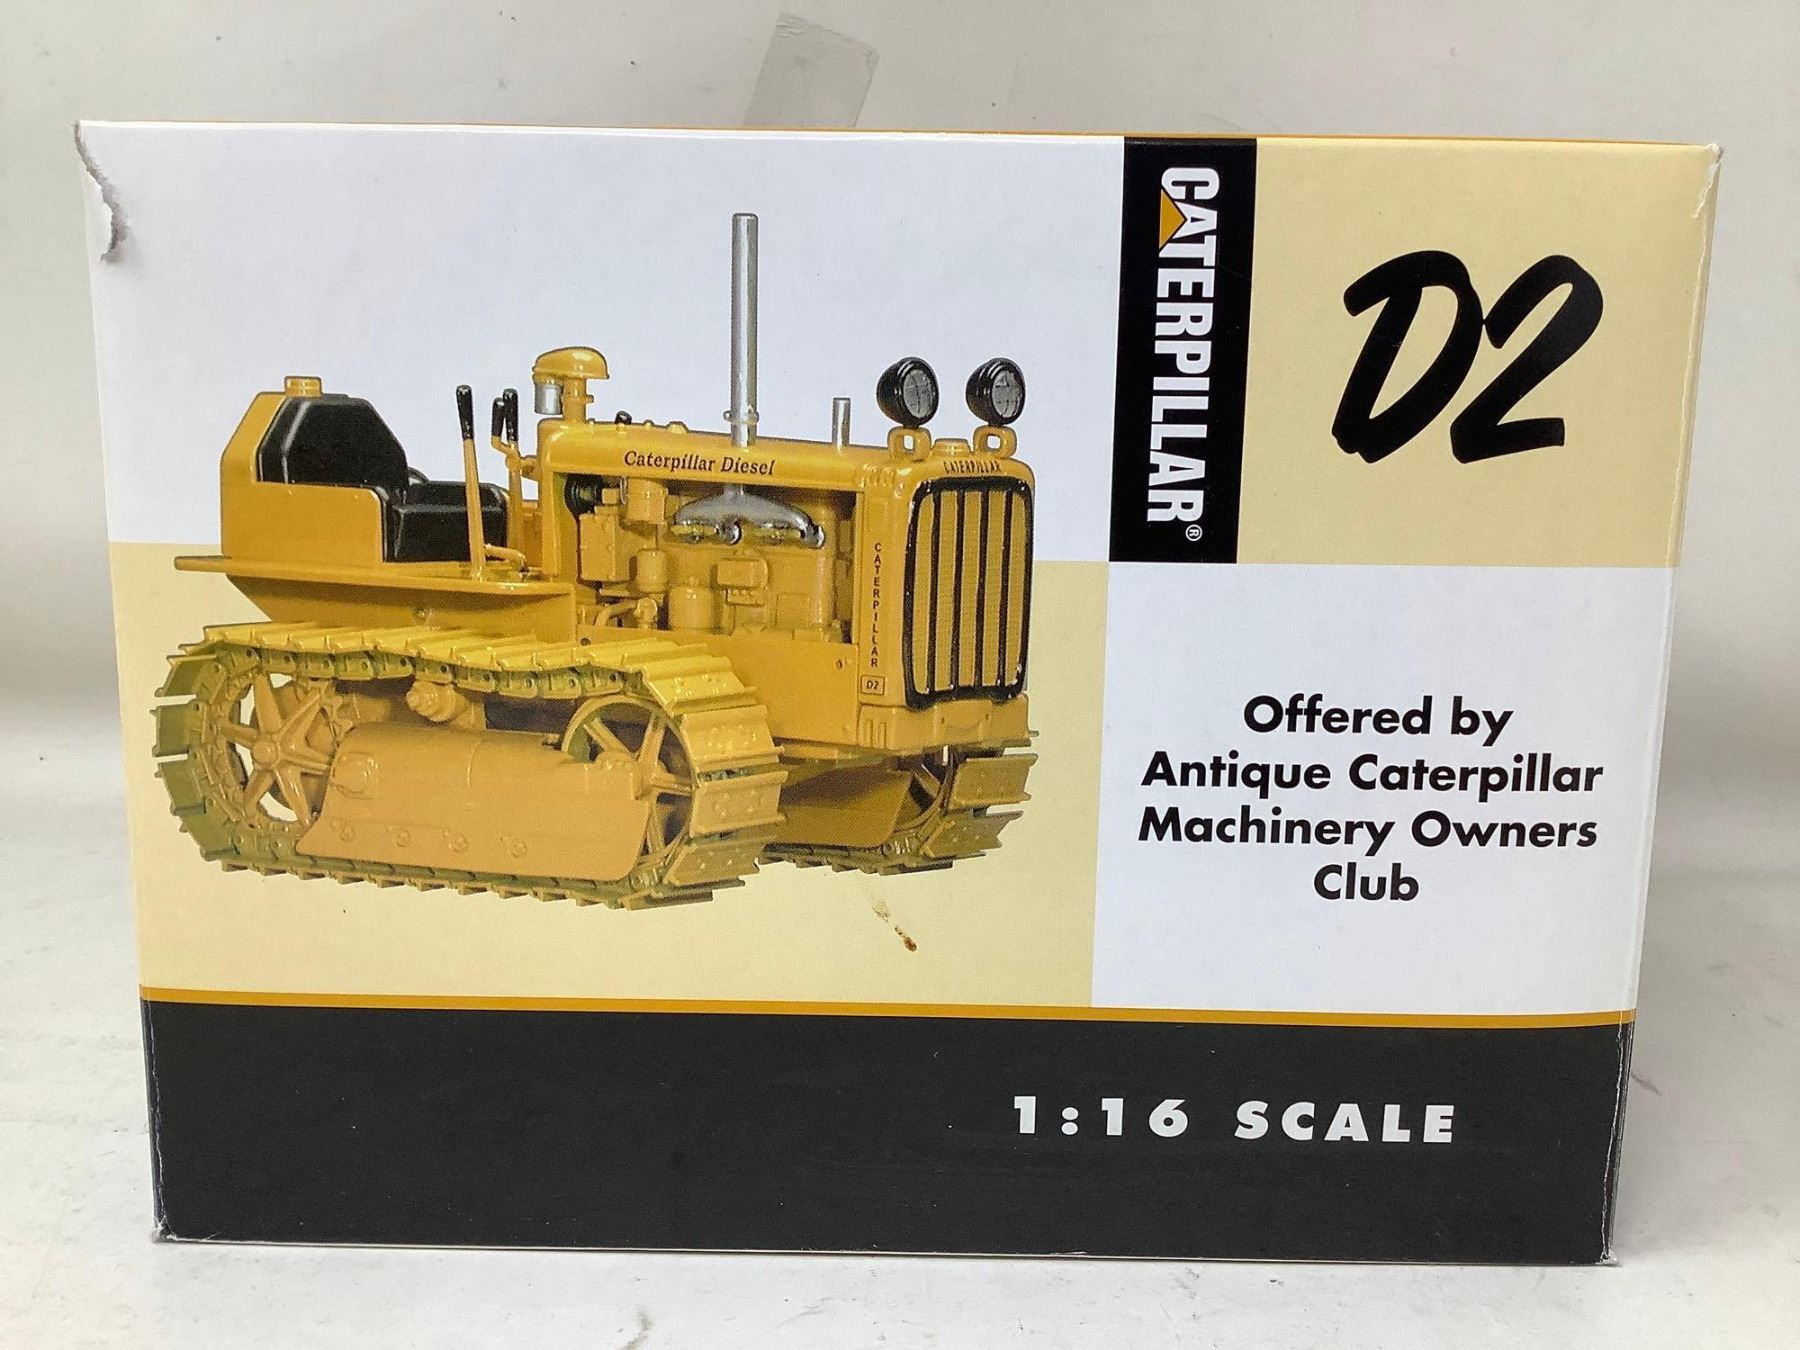 CATERPILLAR®
D2
Caterpillar Diesel
CATERPILLAR
CATERPILLAR
D2
Offered by
Antique Caterpillar
Machinery Owners
Club
1:16 SCALE